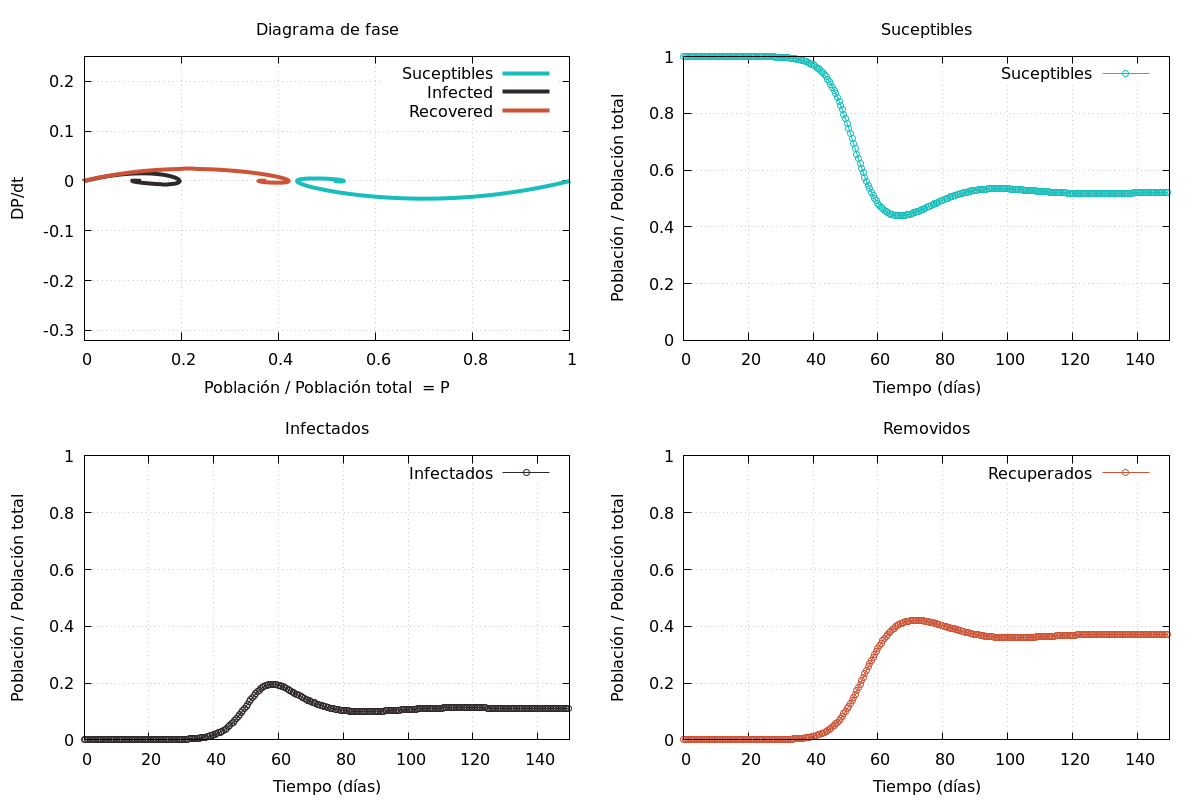 Diagrama de fase
DP/dt
0.2
0.1
0
-0.1
-0.2
-0.3
Suceptibles
Infected
Recovered
0 0.2 0.4 0.6 0.8 1
Población / Población total = P
Suceptibles
Población / Población total
1
0.8
0.6
0.4
0.2
0
Suceptibles
0 20 40 60 80 100 120 140
Tiempo (días)
Infectados
Población / Población total
1
0.8
0.6
0.4
0.2
0
Infectados
0 20 40 60 80 100 120 140
Tiempo (días)
Removidos
Población / Población total
1
0.8
0.6
0.4
0.2
0
Recuperados
0 20 40 60 80 100 120 140
Tiempo (días)